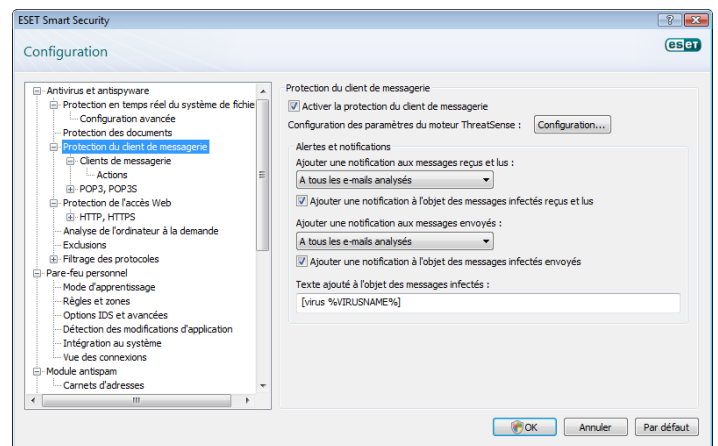 ESET Smart Security
Configuration
eseT
Antivirus et antispyware
Protection en temps réel du système de fichie
Configuration avancée
Protection des documents
Protection du client de messagerie
Clients de messagerie
Actions
POP3, POP3S
Protection de l'accès Web
HTTP, HTTPS
Analyse de l'ordinateur à la demande
Exclusions
Filtrage des protocoles
Pare-feu personnel
Mode d'apprentissage
Règles et zones
Options IDS et avancées
Détection des modifications d'application
Intégration au système
Vue des connexions
Module antispam
Carnets d'adresses
Protection du client de messagerie
Activer la protection du client de messagerie
Configuration des paramètres du moteur ThreatSense : Configuration...
Alertes et notifications
Ajouter une notification aux messages reçus et lus :
A tous les e-mails analysés
Ajouter une notification à l'objet des messages infectés reçus et lus
Ajouter une notification aux messages envoyés :
A tous les e-mails analysés
Ajouter une notification à l'objet des messages infectés envoyés
Texte ajouté à l'objet des messages infectés :
[virus %VIRUSNAME%]
OK Annuler Par défaut